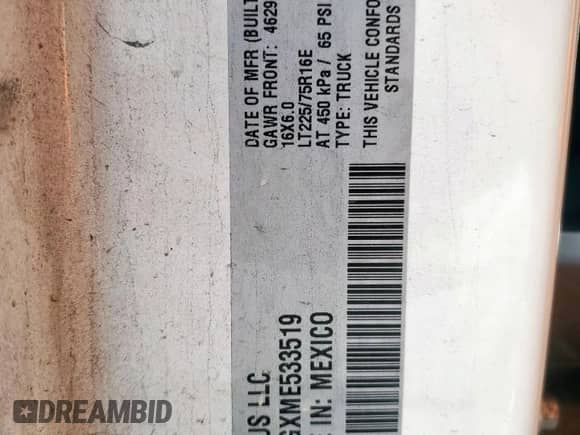 DATE OF MFR (BUILT
GAWR FRONT: 4629
16X6.0
LT225/75R16E
AT 450 kPa / 65 PSI
TYPE: TRUCK
THIS VEHICLE CONFO
STANDARDS
US LLC
GXME533519
IN: MEXICO
DREAMBID